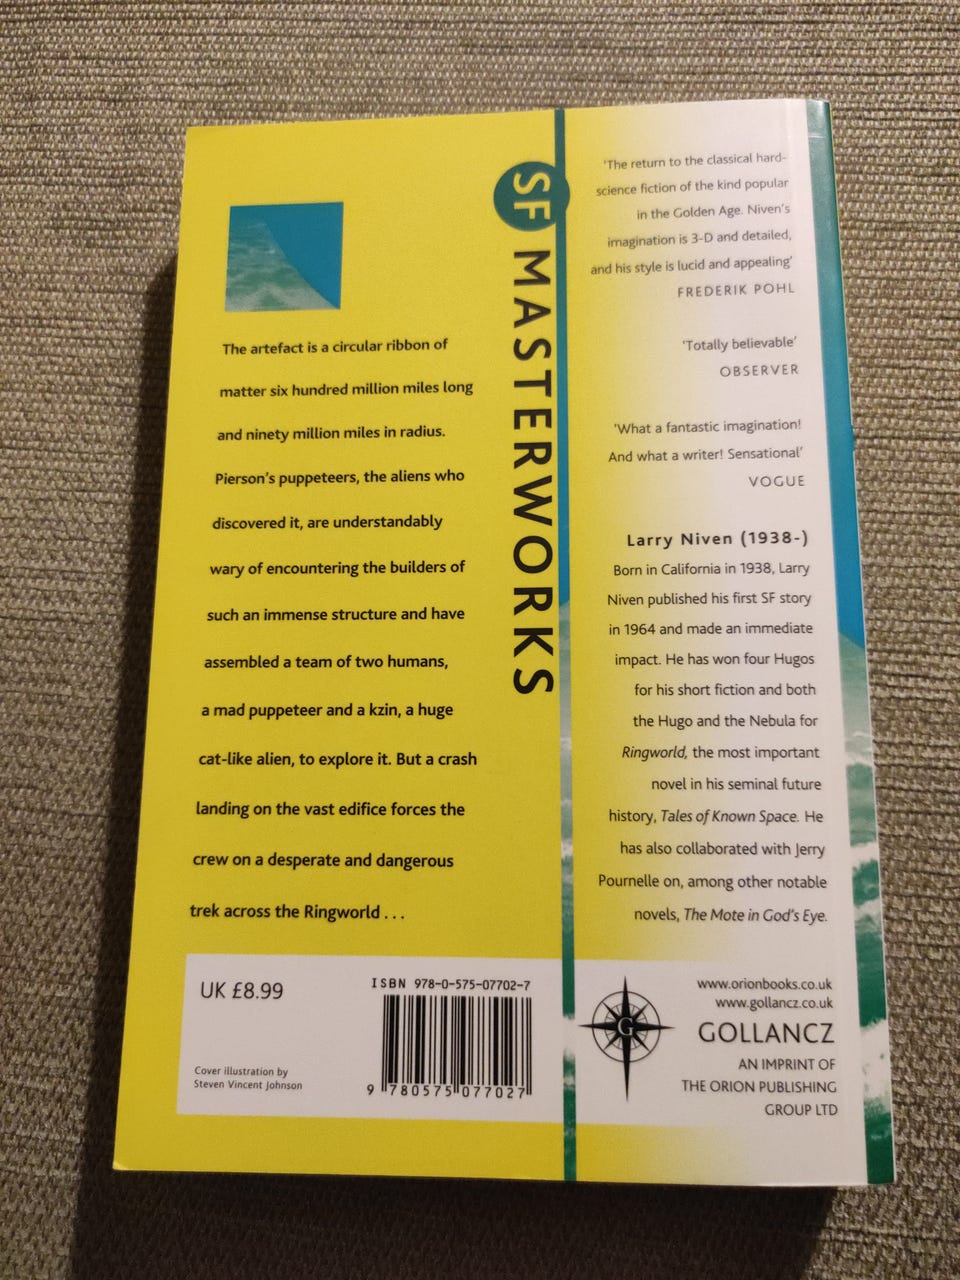 SF MASTERWORKS
The artefact is a circular ribbon of
matter six hundred million miles long
and ninety million miles in radius.
Pierson's puppeteers, the aliens who
discovered it, are understandably
wary of encountering the builders of
such an immense structure and have
assembled a team of two humans,
a mad puppeteer and a kzin, a huge
cat-like alien, to explore it. But a crash
landing on the vast edifice forces the
crew on a desperate and dangerous
trek across the Ringworld . . .
UK £8.99
Cover illustration by
Steven Vincent Johnson
ISBN 978-0-575-07702-7
9 780575 077027
'The return to the classical hard-
science fiction of the kind popular
in the Golden Age. Niven's
imagination is 3-D and detailed,
and his style is lucid and appealing'
FREDERIK POHL
'Totally believable'
OBSERVER
'What a fantastic imagination!
And what a writer! Sensational'
VOGUE
Larry Niven (1938-)
Born in California in 1938, Larry
Niven published his first SF story
in 1964 and made an immediate
impact. He has won four Hugos
for his short fiction and both
the Hugo and the Nebula for
Ringworld, the most important
novel in his seminal future
history, Tales of Known Space. He
has also collaborated with Jerry
Pournelle on, among other notable
novels, The Mote in God's Eye.
G
www.orionbooks.co.uk
www.gollancz.co.uk
GOLLANCZ
AN IMPRINT OF
THE ORION PUBLISHING
GROUP LTD